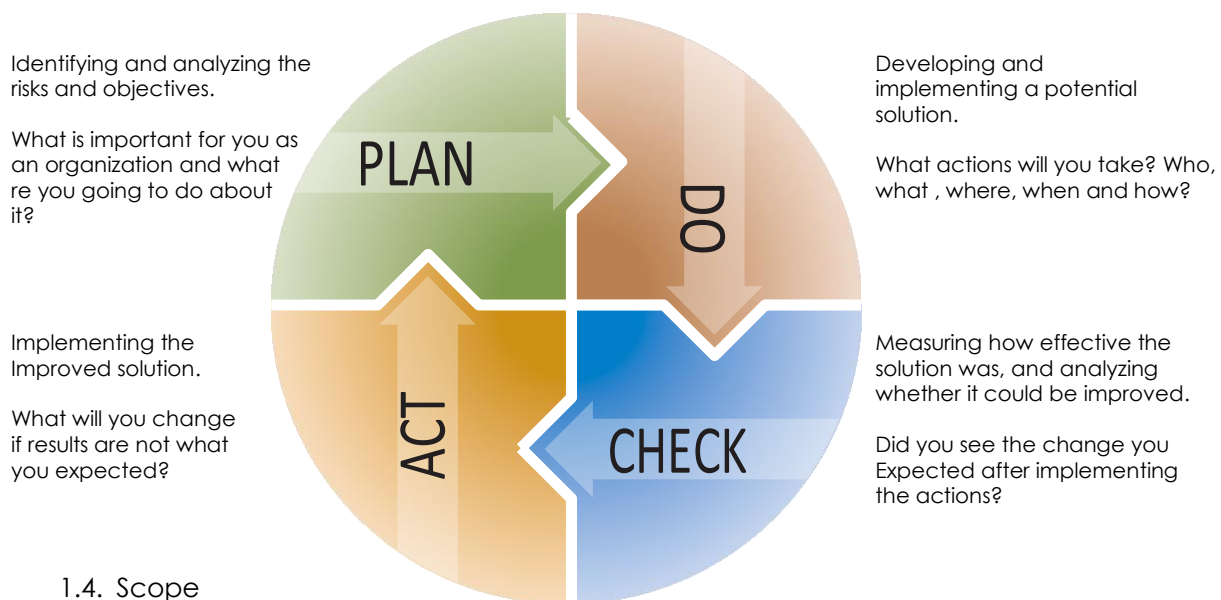 Identifying and analyzing the
risks and objectives.
What is important for you as
an organization and what
re you going to do about
it?
PLAN
DO
Developing and
implementing a potential
solution.
What actions will you take? Who,
what , where, when and how?
Implementing the
Improved solution.
What will you change
if results are not what
you expected?
ACT
CHECK
Measuring how effective the
solution was, and analyzing
whether it could be improved.
Did you see the change you
Expected after implementing
the actions?
1.4. Scope